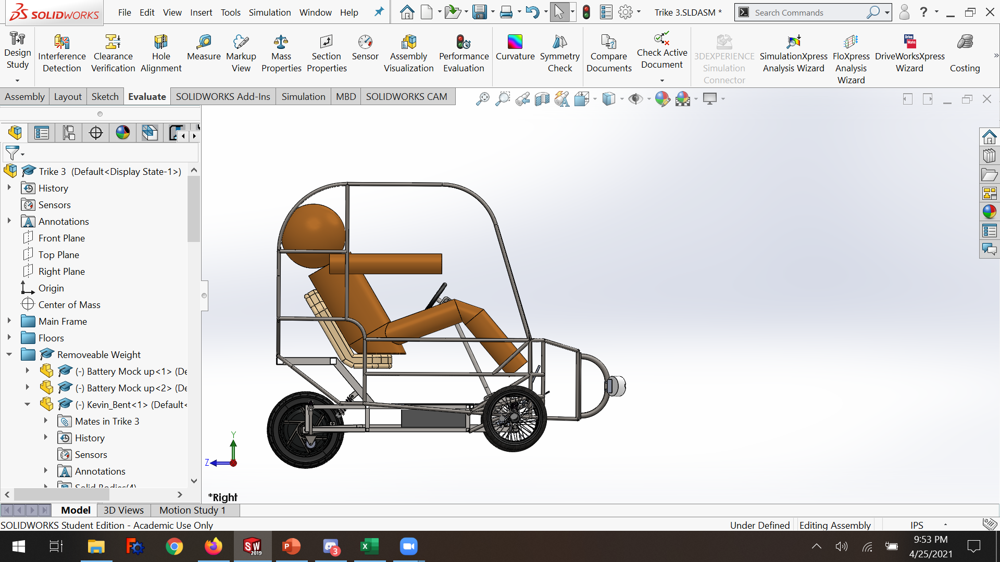 SOLIDWORKS
File Edit View Insert Tools Simulation Window Help
Trike 3.SLDASM *
Search Commands
?
Design Study
Interference Detection
Clearance Verification
Hole Alignment
Measure
Markup View
Mass Properties
Section Properties
Sensor
Assembly Visualization
Performance Evaluation
Curvature
Symmetry Check
Compare Documents
Check Active Document
3DEXPERIENCE Simulation Connector
SimulationXpress Analysis Wizard
FloXpress Analysis Wizard
DriveWorksXpress Wizard
Costing
»
Assembly Layout Sketch Evaluate SOLIDWORKS Add-Ins Simulation MBD SOLIDWORKS CAM
Trike 3 (Default<Display State-1>)
History
Sensors
Annotations
Front Plane
Top Plane
Right Plane
Origin
Center of Mass
Main Frame
Floors
Removeable Weight
(-) Battery Mock up<1> (De
(-) Battery Mock up<2> (De
(-) Kevin_Bent<1> (Default<
Mates in Trike 3
History
Sensors
Annotations
Solid Bodies(4)
Y
Z
*Right
Model 3D Views Motion Study 1
SOLIDWORKS Student Edition - Academic Use Only
Under Defined Editing Assembly IPS
SW
2019
P
3
X
9:53 PM
4/25/2021